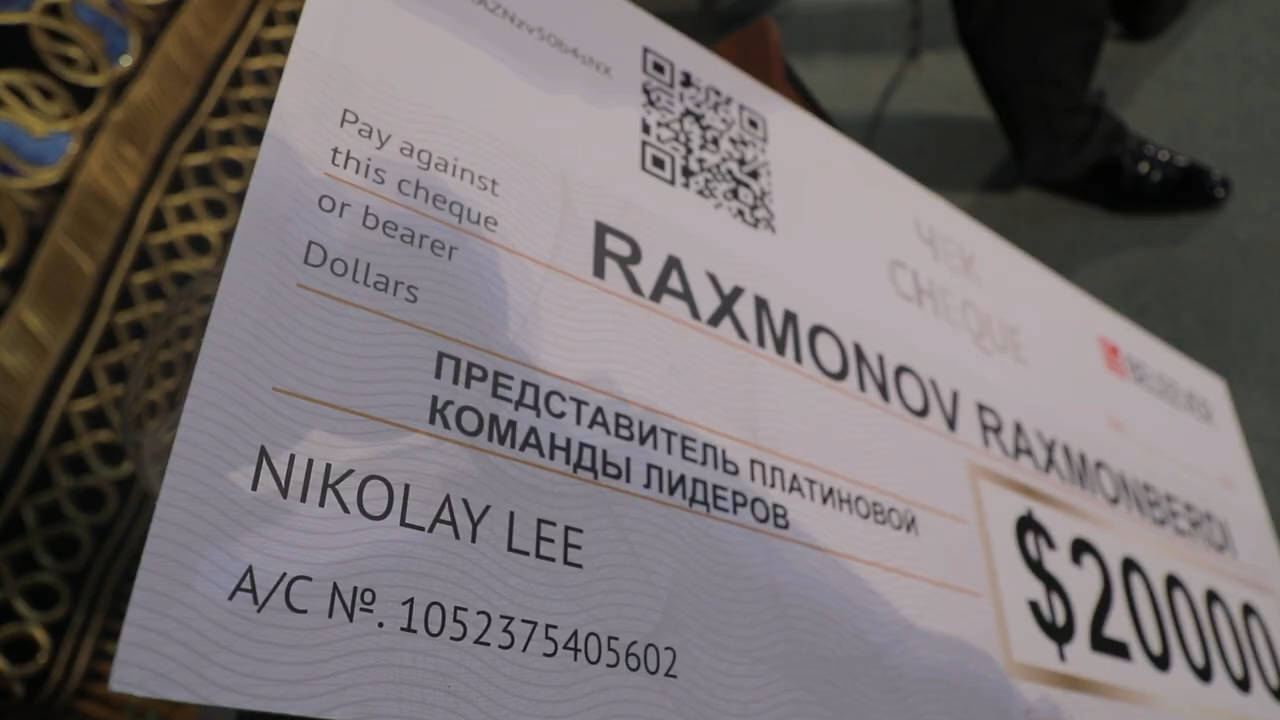 Pay against
this cheque
or bearer
Dollars
ЧЕК
CHEQUE
RAXMONOV RAXMONBERDI
ПРЕДСТАВИТЕЛЬ ПЛАТИНОВОЙ
КОМАНДЫ ЛИДЕРОВ
$20000
NIKOLAY LEE
A/C №. 1052375405602